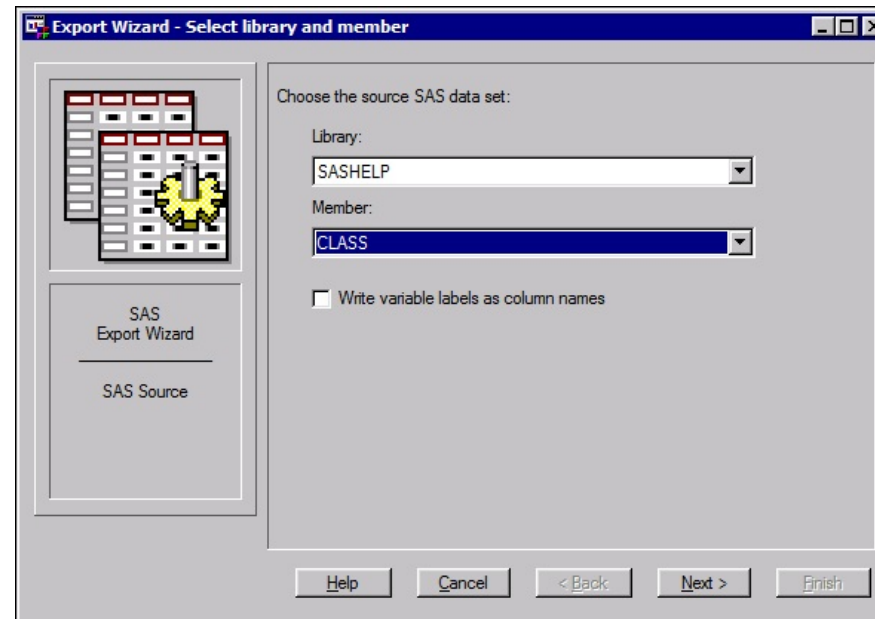 Export Wizard - Select library and member
Choose the source SAS data set:
Library:
SASHELP
Member:
CLASS
Write variable labels as column names
SAS
Export Wizard
SAS Source
Help Cancel < Back Next > Finish